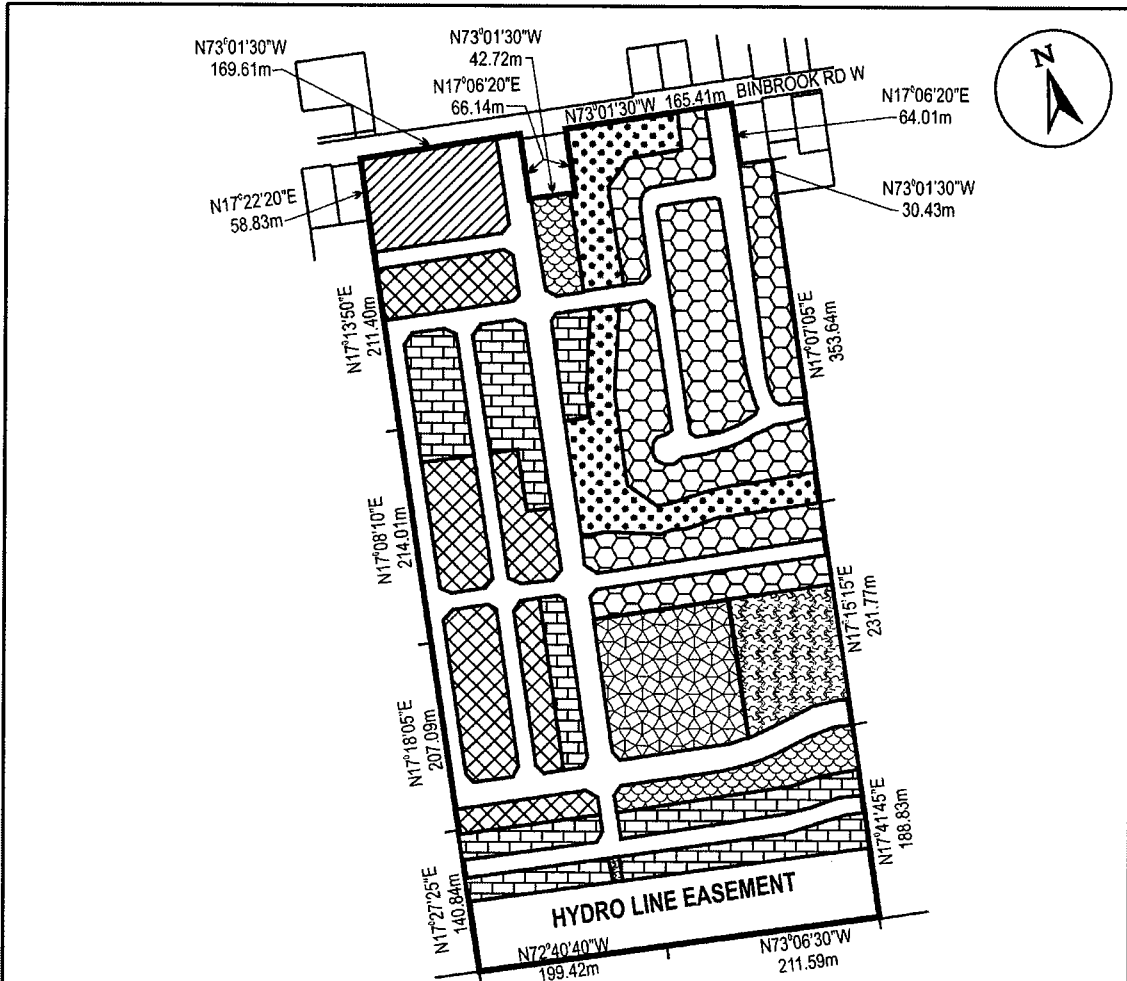 N73°01'30"W
169.61m
N73°01'30"W
42.72m
N17°06'20"E
66.14m
N73°01'30"W 165.41m
BINBROOK RD W
N17°06'20"E
64.01m
N
N17°22'20"E
58.83m
N73°01'30"W
30.43m
N17°13'50"E
211.40m
N17°07'05"E
353.64m
N17°08'10"E
214.01m
N17°15'15"E
231.77m
N17°18'05"E
207.09m
N17°41'45"E
188.83m
N17°27'25"E
140.84m
HYDRO LINE EASEMENT
N72°40'40"W
199.42m
N73°06'30"W
211.59m